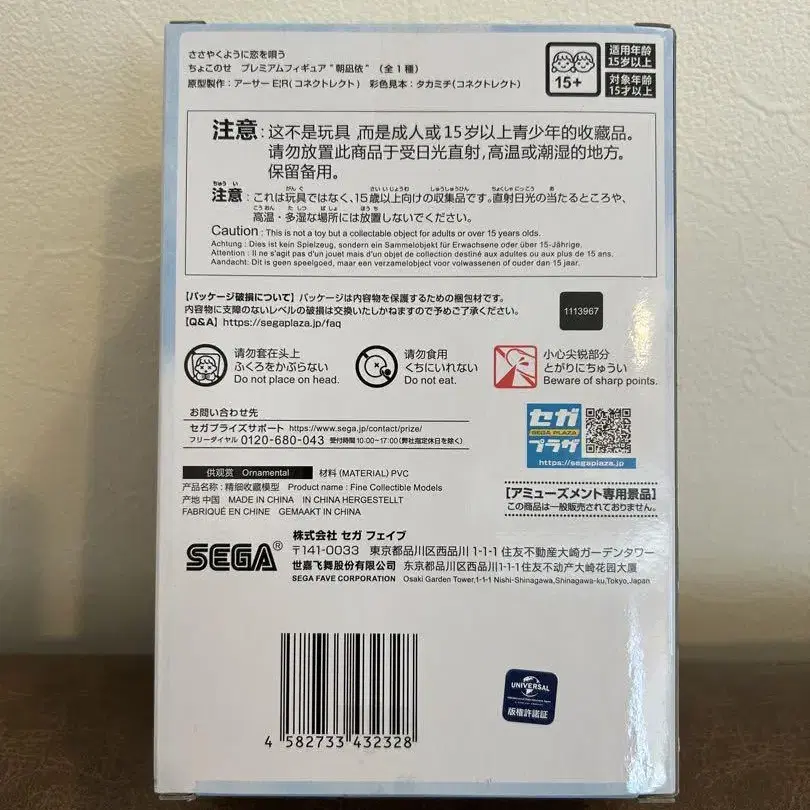 ささやくように恋を唄う
ちょこのせ プレミアムフィギュア"朝凪依"（全1種）
原型製作：アーサー E!R(コネクトレクト) 彩色見本：タカミチ(コネクトレクト)
15+
适用年龄
15岁以上
対象年齢
15才以上
注意：这不是玩具，而是成人或15岁以上青少年的收藏品。
请勿放置此商品于受日光直射，高温或潮湿的地方。
保留备用。
注意：これは玩具ではなく、15歳以上向けの収集品です。直射日光の当たるところや、
高温・多湿な場所には放置しないでください。
Caution : This is not a toy but a collectable object for adults or over 15 years olds.
Achtung : Dies ist kein Spielzeug, sondern ein Sammelobjekt für Erwachsene oder über 15-Jährige.
Attention : Il ne s'agit pas d'un jouet mais d'un objet de collection destiné aux adultes ou aux plus de 15 ans.
Aandacht: Dit is geen speelgoed, maar een verzamelobject voor volwassenen of ouder dan 15 jaar.
【パッケージ破損について】パッケージは内容物を保護するための梱包材です。
内容物に支障のないレベルの破損は交換いたしかねますので予めご了承ください。
【Q&A】https://segaplaza.jp/faq
1113967
请勿套在头上
ふくろをかぶらない
Do not place on head.
请勿食用
くちにいれない
Do not eat.
小心尖锐部分
とがりにちゅうい
Beware of sharp points.
お問い合わせ先
セガプライズサポート https://www.sega.jp/contact/prize/
フリーダイヤル 0120-680-043 受付時間 10:00~17:00(弊社指定休日を除く)
セガ
SEGA PLAZA
プラザ
https://segaplaza.jp
供观赏 Ornamental 材料(MATERIAL) PVC
产品名称：精细收藏模型 Product name : Fine Collectible Models
产地 中国 MADE IN CHINA IN CHINA HERGESTELLT
FABRIQUÉ EN CHINE GEMAAKT IN CHINA
【アミューズメント専用景品】
この商品は一般販売されておりません。
SEGA®
株式会社 セガ フェイブ
〒141-0033 東京都品川区西品川 1-1-1 住友不動産大崎ガーデンタワー
世嘉飞舞股份有限公司 东京都品川区西品川1-1-1 住友不动产大崎花园大厦
SEGA FAVE CORPORATION Osaki Garden Tower,1-1-1 Nishi-Shinagawa,Shinagawa-ku,Tokyo,Japan
4 582733 432328
UNIVERSAL
版権許諾証